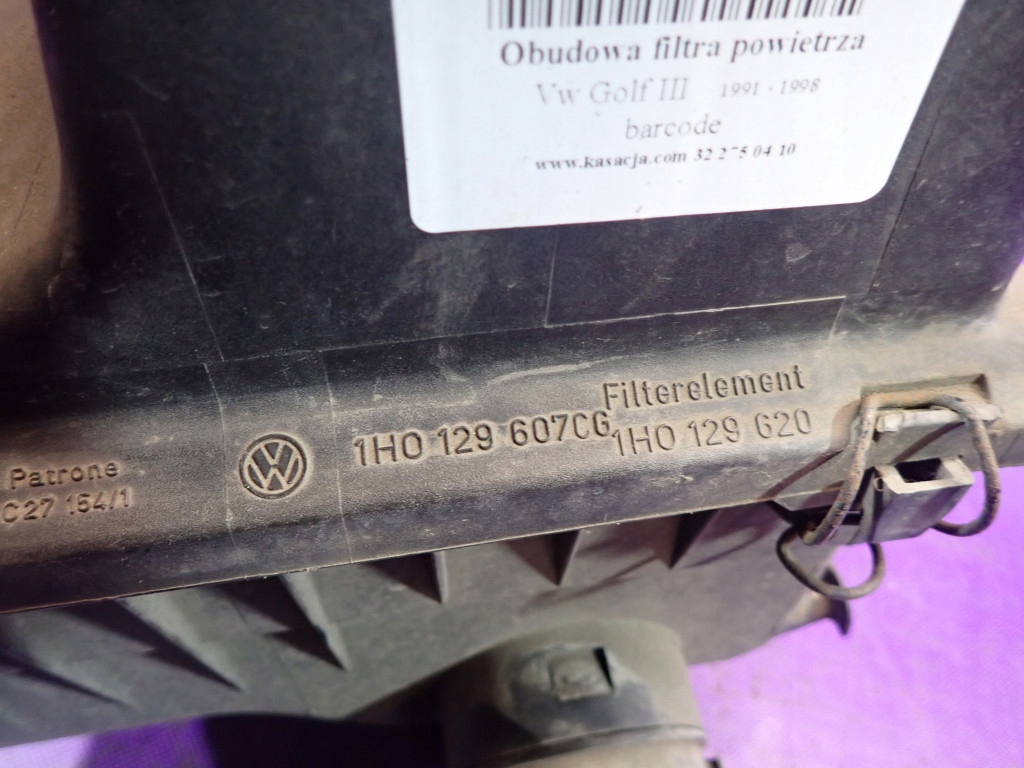 Obudowa filtra powietrza
Vw Golf III 1991 - 1998
barcode
www.kasacja.com 32 275 04 10
Filterelement
1H0 129 607CG
1H0 129 620
Patrone
C27 154/1